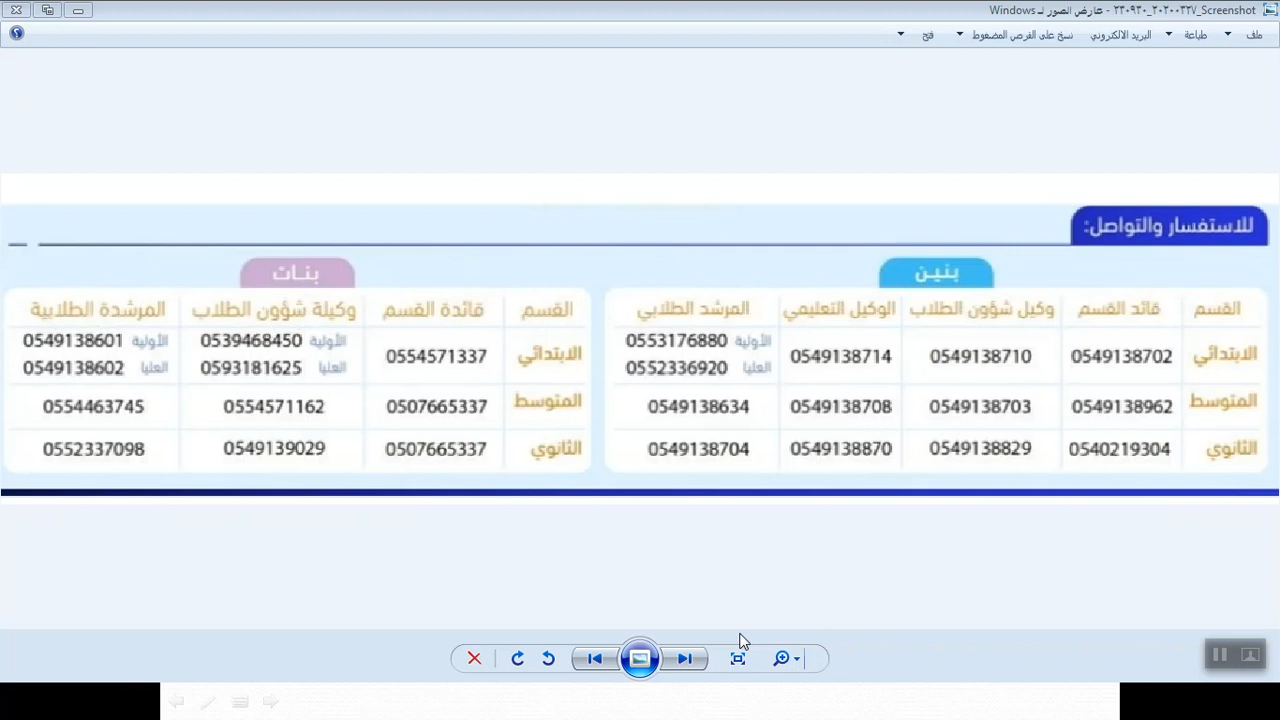 Screenshot_٢٠٢٠٠٣٢٧_٢٣٠٩٣٠ - عارض الصور لـ Windows
ملف طباعة البريد الالكتروني نسخ على القرص المضغوط فتح
للاستفسار والتواصل:
بنين
القسم قائد القسم وكيل شؤون الطلاب الوكيل التعليمي المرشد الطلابي
الابتدائي 0549138702 0549138710 0549138714 الأولية 0553176880
العليا 0552336920
المتوسط 0549138962 0549138703 0549138708 0549138634
الثانوي 0540219304 0549138829 0549138870 0549138704
بنات
القسم قائدة القسم وكيلة شؤون الطلاب المرشدة الطلابية
الابتدائي 0554571337 الأولية 0539468450 الأولية 0549138601
العليا 0593181625 العليا 0549138602
المتوسط 0507665337 0554571162 0554463745
الثانوي 0507665337 0549139029 0552337098